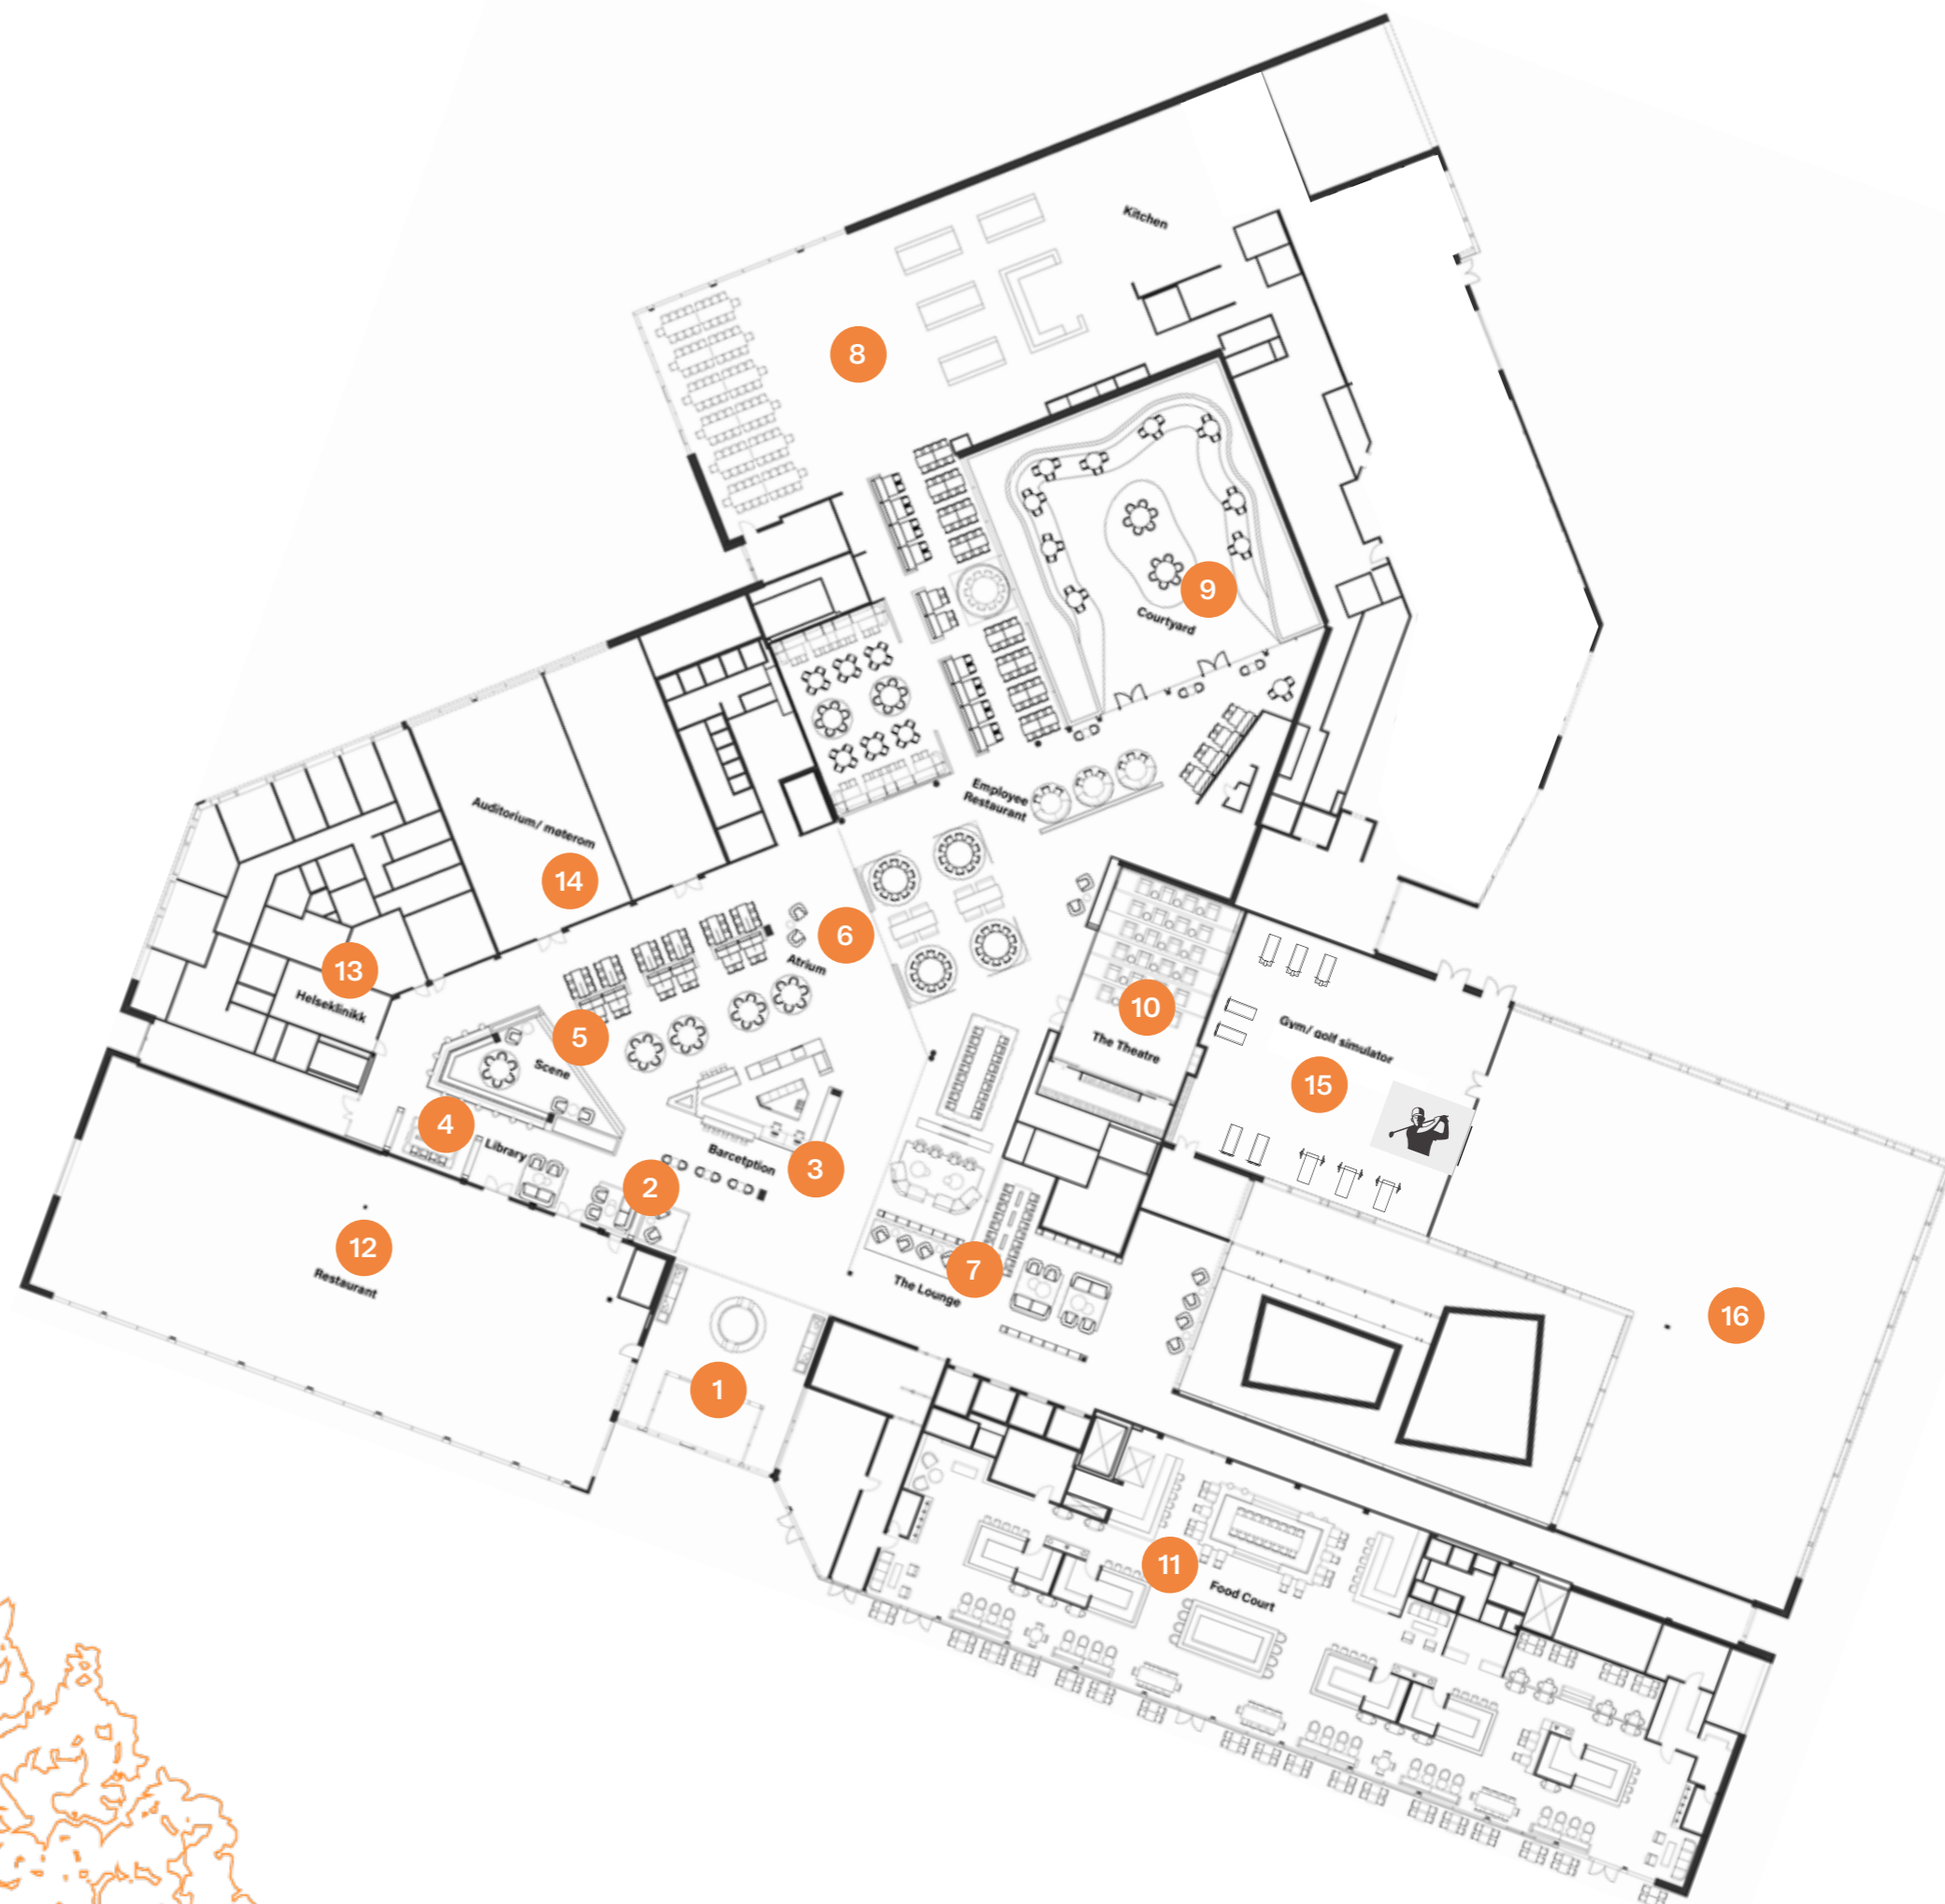 Kitchen
8
9
Courtyard
Employee
Restaurant
Auditorium / møterom
14
6
Atrium
13
Helseklinikk
10
The Theatre
5
Scene
Gym/ golf simulator
15
4
Library
Barcetption
3
2
12
Restaurant
7
The Lounge
16
1
11
Food Court